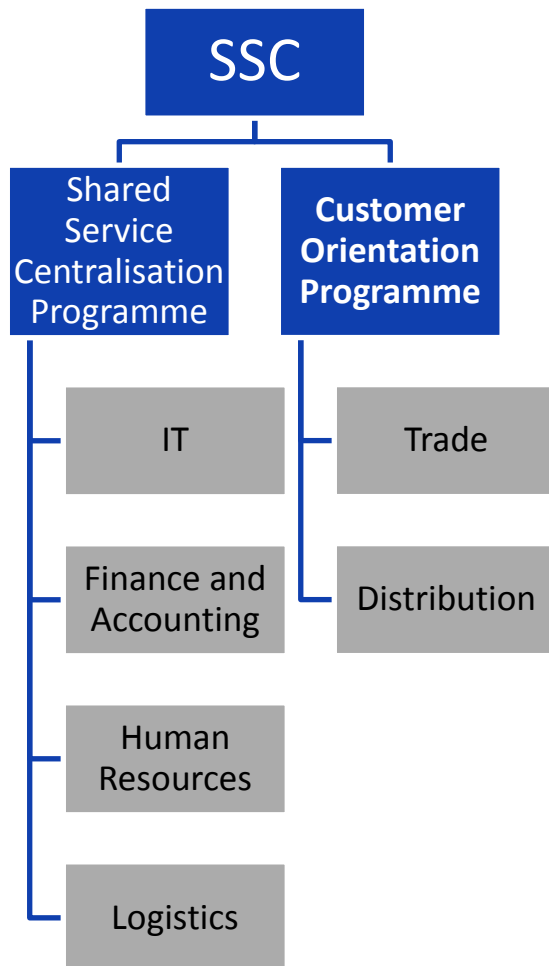 SSC
Shared
Service
Centralisation
Programme
Customer
Orientation
Programme
IT
Finance and
Accounting
Human
Resources
Logistics
Trade
Distribution